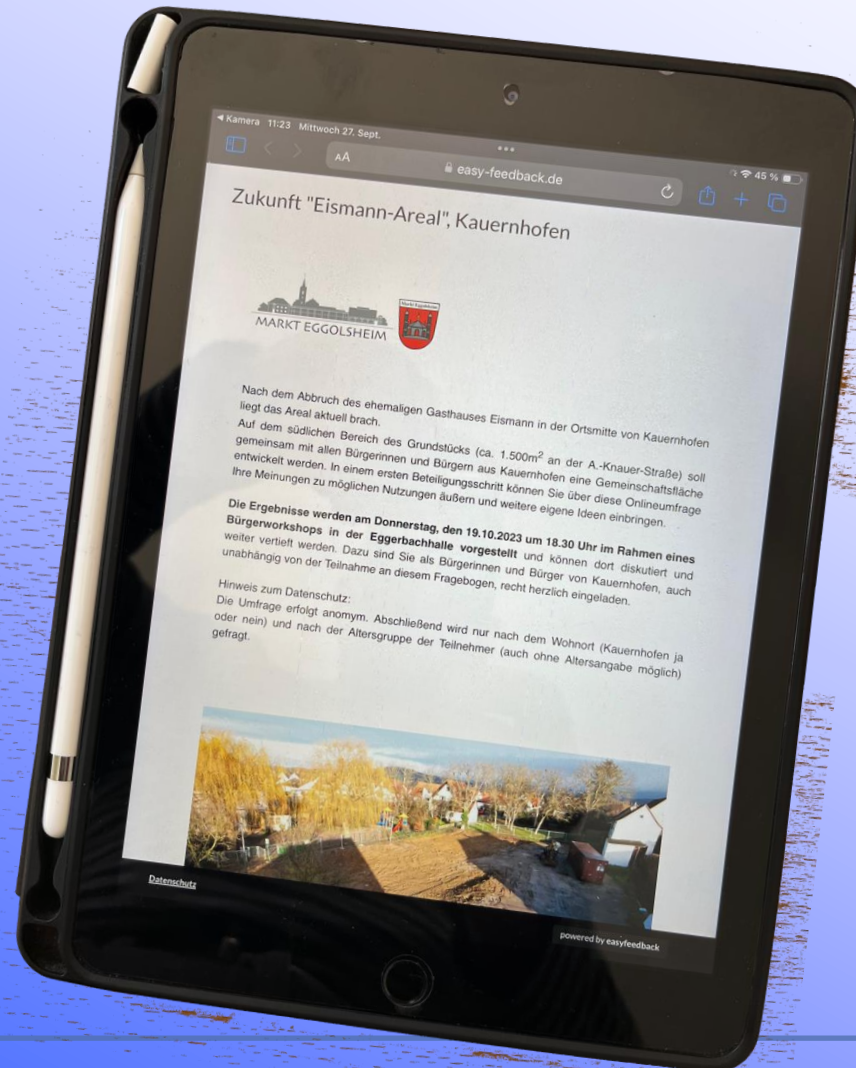 ◀ Kamera 11:23 Mittwoch 27. Sept.
45 %
AA
easy-feedback.de
Zukunft "Eismann-Areal", Kauernhofen
Markt Eggolsheim
MARKT EGGOLSHEIM
Nach dem Abbruch des ehemaligen Gasthauses Eismann in der Ortsmitte von Kauernhofen
liegt das Areal aktuell brach.
Auf dem südlichen Bereich des Grundstücks (ca. 1.500m² an der A.-Knauer-Straße) soll
gemeinsam mit allen Bürgerinnen und Bürgern aus Kauernhofen eine Gemeinschaftsfläche
entwickelt werden. In einem ersten Beteiligungsschritt können Sie über diese Onlineumfrage
Ihre Meinungen zu möglichen Nutzungen äußern und weitere eigene Ideen einbringen.
Die Ergebnisse werden am Donnerstag, den 19.10.2023 um 18.30 Uhr im Rahmen eines
Bürgerworkshops in der Eggerbachhalle vorgestellt und können dort diskutiert und
weiter vertieft werden. Dazu sind Sie als Bürgerinnen und Bürger von Kauernhofen, auch
unabhängig von der Teilnahme an diesem Fragebogen, recht herzlich eingeladen.
Hinweis zum Datenschutz:
Die Umfrage erfolgt anomym. Abschließend wird nur nach dem Wohnort (Kauernhofen ja
oder nein) und nach der Altersgruppe der Teilnehmer (auch ohne Altersangabe möglich)
gefragt.
Datenschutz
powered by easyfeedback